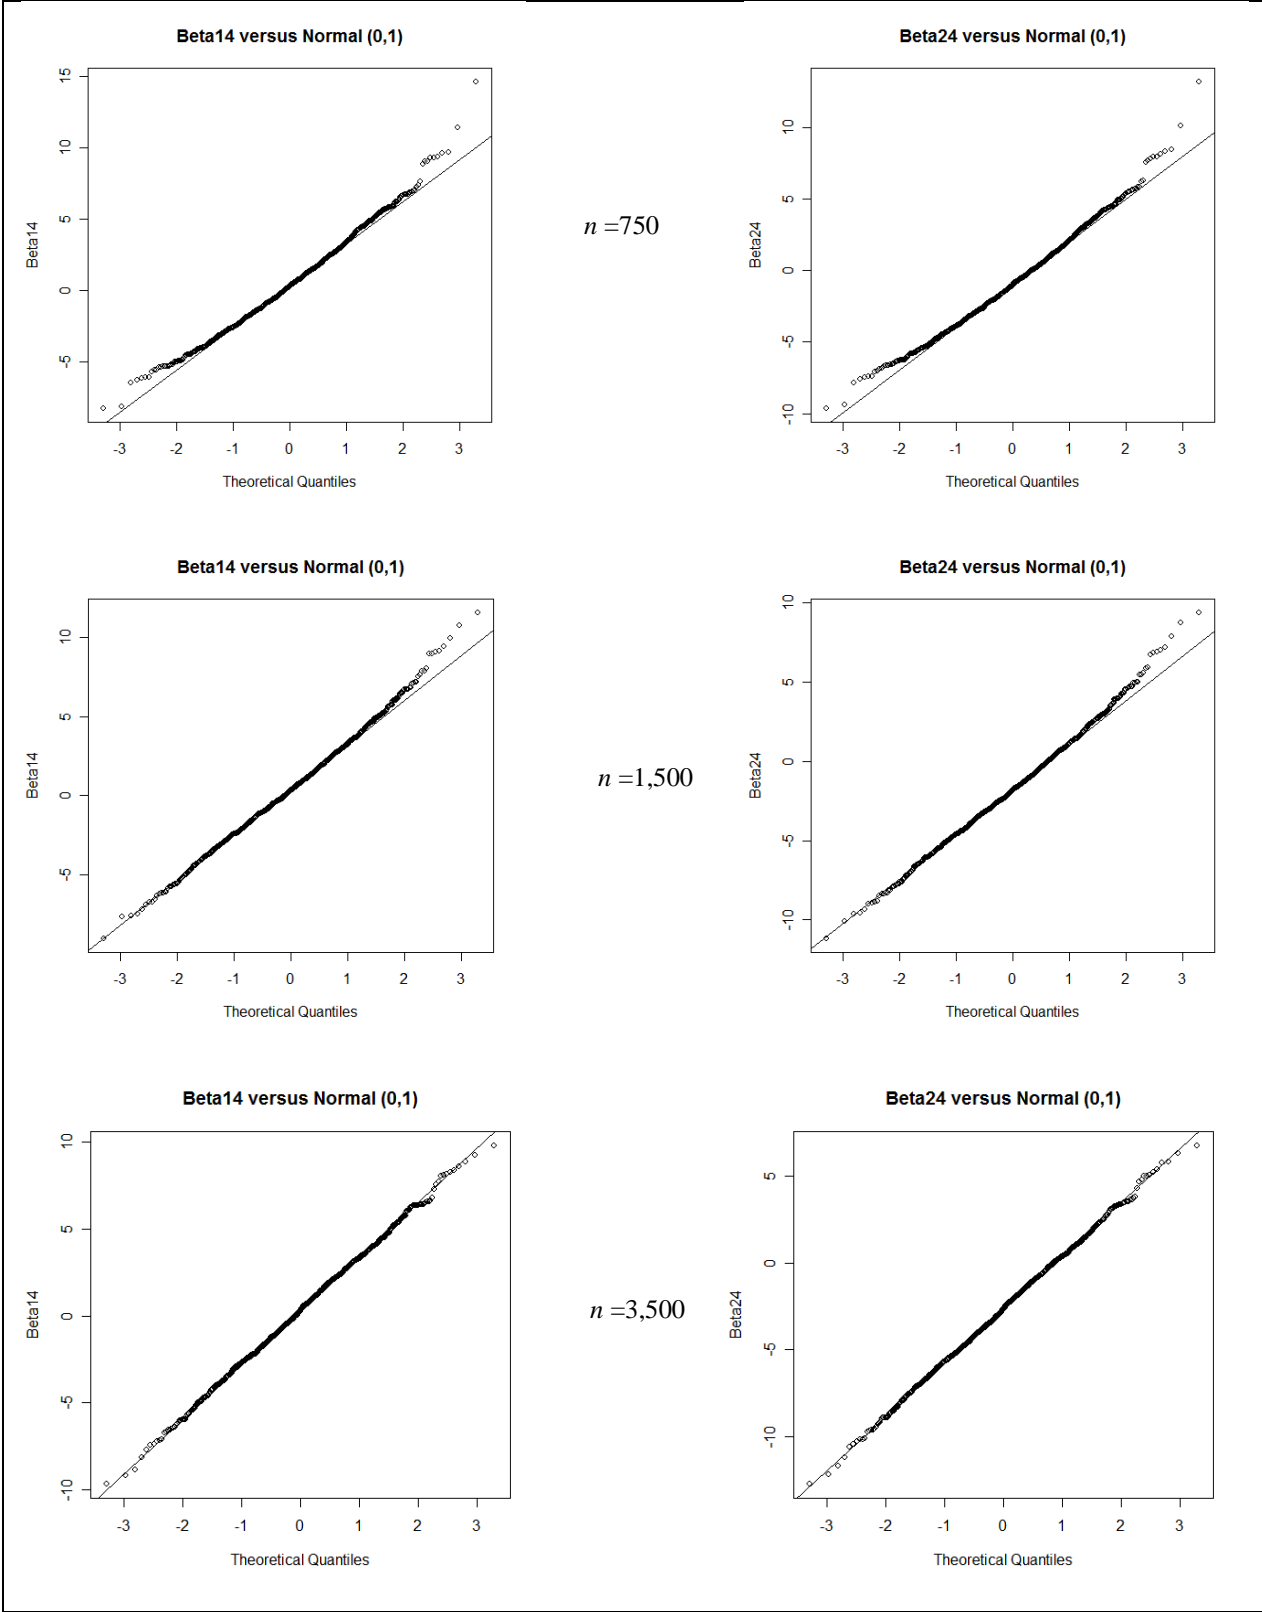 Beta14 versus Normal (0,1)
Beta14
15
10
5
0
-5
-3 -2 -1 0 1 2 3
Theoretical Quantiles
n =750
Beta24 versus Normal (0,1)
Beta24
10
5
0
-5
-10
-3 -2 -1 0 1 2 3
Theoretical Quantiles
Beta14 versus Normal (0,1)
Beta14
10
5
0
-5
-3 -2 -1 0 1 2 3
Theoretical Quantiles
n =1,500
Beta24 versus Normal (0,1)
Beta24
10
5
0
-5
-10
-3 -2 -1 0 1 2 3
Theoretical Quantiles
Beta14 versus Normal (0,1)
Beta14
10
5
0
-5
-10
-3 -2 -1 0 1 2 3
Theoretical Quantiles
n =3,500
Beta24 versus Normal (0,1)
Beta24
5
0
-5
-10
-3 -2 -1 0 1 2 3
Theoretical Quantiles